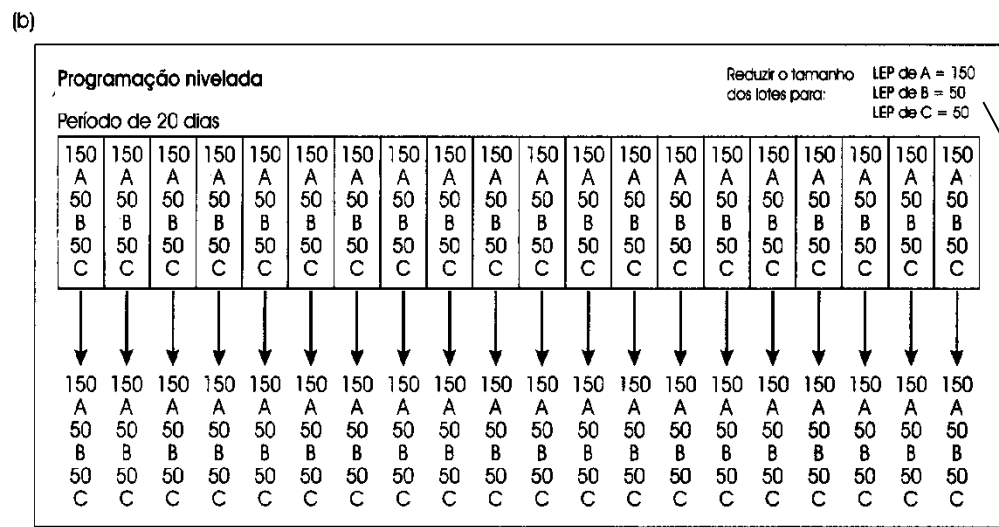 (b)
Programação nivelada
Reduzir o tamanho dos lotes para:
LEP de A = 150
LEP de B = 50
LEP de C = 50
Período de 20 dias
150 150 150 150 150 150 150 150 150 150 150 150 150 150 150 150 150 150 150 150
A A A A A A A A A A A A A A A A A A A A
50 50 50 50 50 50 50 50 50 50 50 50 50 50 50 50 50 50 50 50
B B B B B B B B B B B B B B B B B B B B
50 50 50 50 50 50 50 50 50 50 50 50 50 50 50 50 50 50 50 50
C C C C C C C C C C C C C C C C C C C C
150 150 150 150 150 150 150 150 150 150 150 150 150 150 150 150 150 150 150 150
A A A A A A A A A A A A A A A A A A A A
50 50 50 50 50 50 50 50 50 50 50 50 50 50 50 50 50 50 50 50
B B B B B B B B B B B B B B B B B B B B
50 50 50 50 50 50 50 50 50 50 50 50 50 50 50 50 50 50 50 50
C C C C C C C C C C C C C C C C C C C C